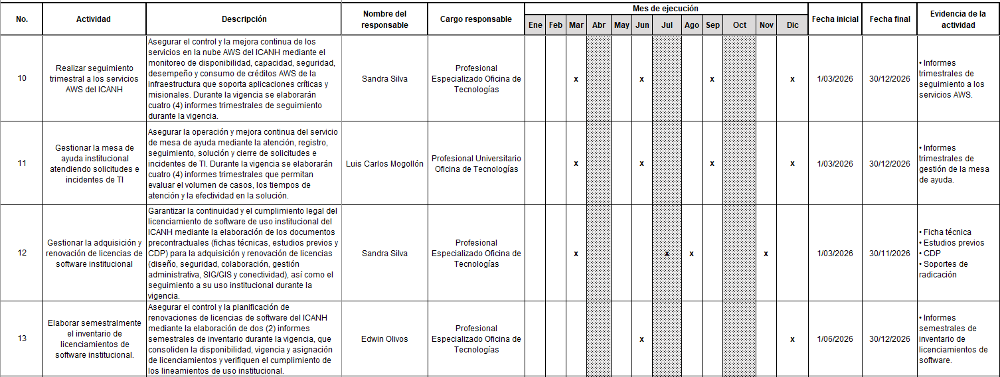 No.
Actividad
Descripción
Nombre del
responsable
Cargo responsable
Mes de ejecución
Ene Feb Mar Abr May Jun Jul Ago Sep Oct Nov Dic
Fecha inicial
Fecha final
Evidencia de la
actividad
10
Realizar seguimiento
trimestral a los servicios
AWS del ICANH
Asegurar el control y la mejora continua de los
servicios en la nube AWS del ICANH mediante el
monitoreo de disponibilidad, capacidad, seguridad,
desempeño y consumo de créditos AWS de la
infraestructura que soporta aplicaciones críticas y
misionales. Durante la vigencia se elaborarán
cuatro (4) informes trimestrales de seguimiento
durante la vigencia.
Sandra Silva
Profesional
Especializado Oficina de
Tecnologías
x x x x
1/03/2026
30/12/2026
• Informes
trimestrales de
seguimiento a los
servicios AWS.
11
Gestionar la mesa de
ayuda institucional
atendiendo solicitudes e
incidentes de TI
Asegurar la operación y mejora continua del servicio
de mesa de ayuda mediante la atención, registro,
seguimiento, solución y cierre de solicitudes e
incidentes de TI. Durante la vigencia se elaborarán
cuatro (4) informes trimestrales que permitan
evaluar el volumen de casos, los tiempos de
atención y la efectividad en la solución.
Luis Carlos Mogollón
Profesional Universitario
Oficina de Tecnologías
x x x x
1/03/2026
30/12/2026
• Informes
trimestrales de
gestión de la mesa
de ayuda.
12
Gestionar la adquisición y
renovación de licencias de
software institucional
Garantizar la continuidad y el cumplimiento legal del
licenciamiento de software de uso institucional del
ICANH mediante la elaboración de los documentos
precontractuales (fichas técnicas, estudios previos y
CDP) para la adquisición y renovación de licencias
(diseño, seguridad, colaboración, gestión
administrativa, SIG/GIS y conectividad), así como el
seguimiento a su uso institucional durante la
vigencia.
Sandra Silva
Profesional
Especializado Oficina de
Tecnologías
x x x x
1/03/2026
30/11/2026
• Ficha técnica
• Estudios previos
• CDP
• Soportes de
radicación
13
Elaborar semestralmente
el inventario de
licenciamientos de
software institucional.
Asegurar el control y la planificación de
renovaciones de licencias de software del ICANH
mediante la elaboración de dos (2) informes
semestrales de inventario durante la vigencia, que
consoliden la disponibilidad, vigencia y asignación
de licenciamientos y verifiquen el cumplimiento de
los lineamientos de uso institucional.
Edwin Olivos
Profesional
Especializado Oficina de
Tecnologías
x x
1/06/2026
30/12/2026
• Informes
semestrales de
inventario de
licenciamientos de
software.